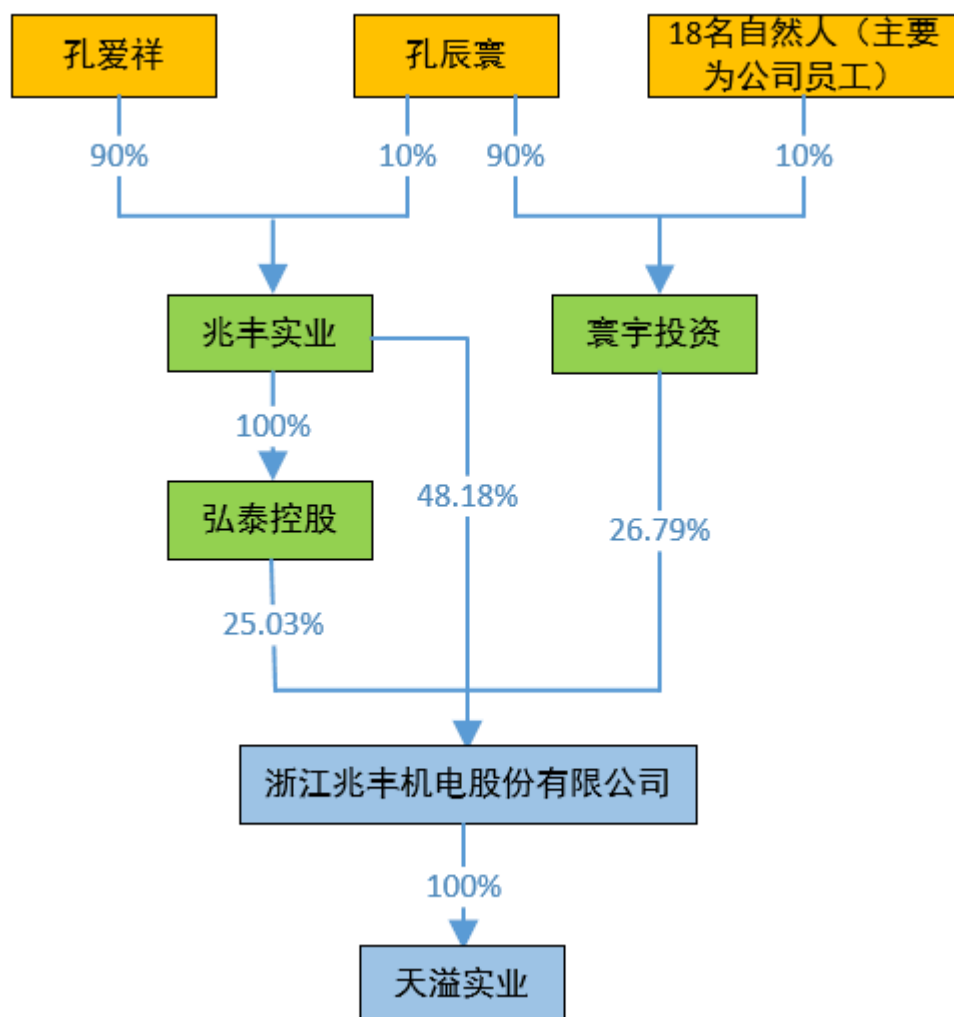 孔爱祥
孔辰寰
18名自然人（主要
为公司员工）
90%
10%
90%
10%
兆丰实业
寰宇投资
100%
48.18%
26.79%
弘泰控股
25.03%
浙江兆丰机电股份有限公司
100%
天溢实业